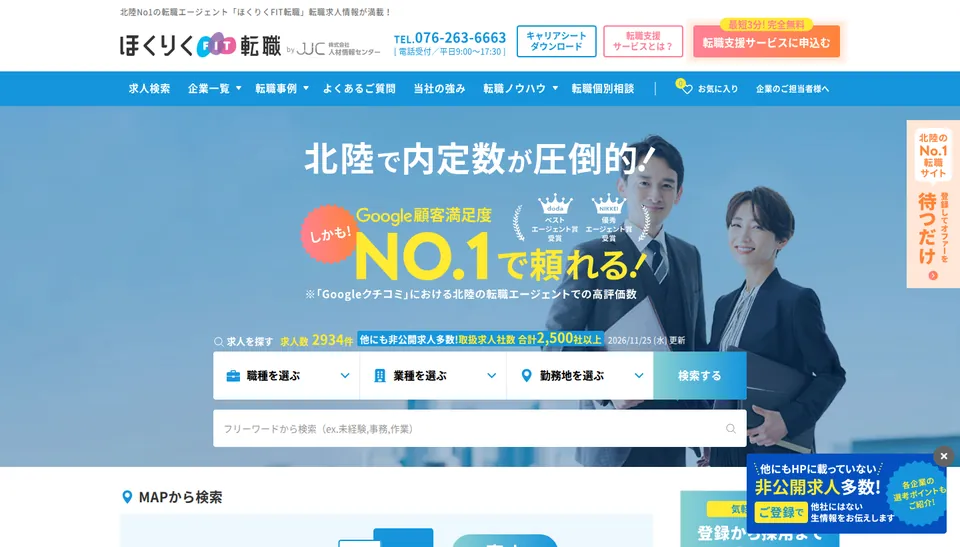 北陸No1の転職エージェント「ほくりくFIT転職」転職求人情報が満載！
ほくりくFIT転職
by JJC 株式会社
人材情報センター
TEL.076-263-6663
[ 電話受付／平日9:00〜17:30 ]
キャリアシート
ダウンロード
転職支援
サービスとは？
最短3分! 完全無料
転職支援サービスに申込む
求人検索
企業一覧
転職事例
よくあるご質問
当社の強み
転職ノウハウ
転職個別相談
0
お気に入り
企業のご担当者様へ
北陸で内定数が圧倒的!
しかも!
Google顧客満足度
NO.1で頼れる!
doda
ベスト
エージェント賞
受賞
NIKKEI
優秀
エージェント賞
受賞
※「Googleクチコミ」における北陸の転職エージェントでの高評価数
北陸の
No.1
転職
サイト
登録してオファーを
待つだけ
求人を探す
求人数 2934件
他にも非公開求人多数!取扱求人社数 合計2,500社以上
2026/11/25 (水) 更新
職種を選ぶ
業種を選ぶ
勤務地を選ぶ
検索する
フリーワードから検索（ex.未経験,事務,作業）
MAPから検索
気軽
登録から採用まで
他にもHPに載っていない
非公開求人多数!
ご登録で
他社にはない
生情報をお伝えします
各企業の
選考ポイントも
ご紹介!